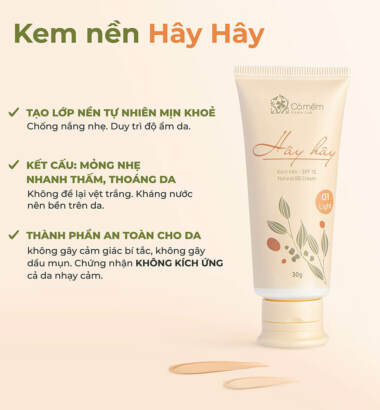 Kem nền Hây Hây
TẠO LỚP NỀN TỰ NHIÊN MỊN KHOẺ
Chống nắng nhẹ. Duy trì độ ẩm da.
KẾT CẤU: MỎNG NHẸ
NHANH THẤM, THOÁNG DA
Không để lại vệt trắng. Kháng nước
nên bền trên da.
THÀNH PHẦN AN TOÀN CHO DA
không gây cảm giác bí tắc, không gây
dầu mụn. Chứng nhận KHÔNG KÍCH ỨNG
cả da nhạy cảm.
Cỏ mềm
Hây hây
Kem nền - SPF 15
Natural BB Cream
01
Light
30g